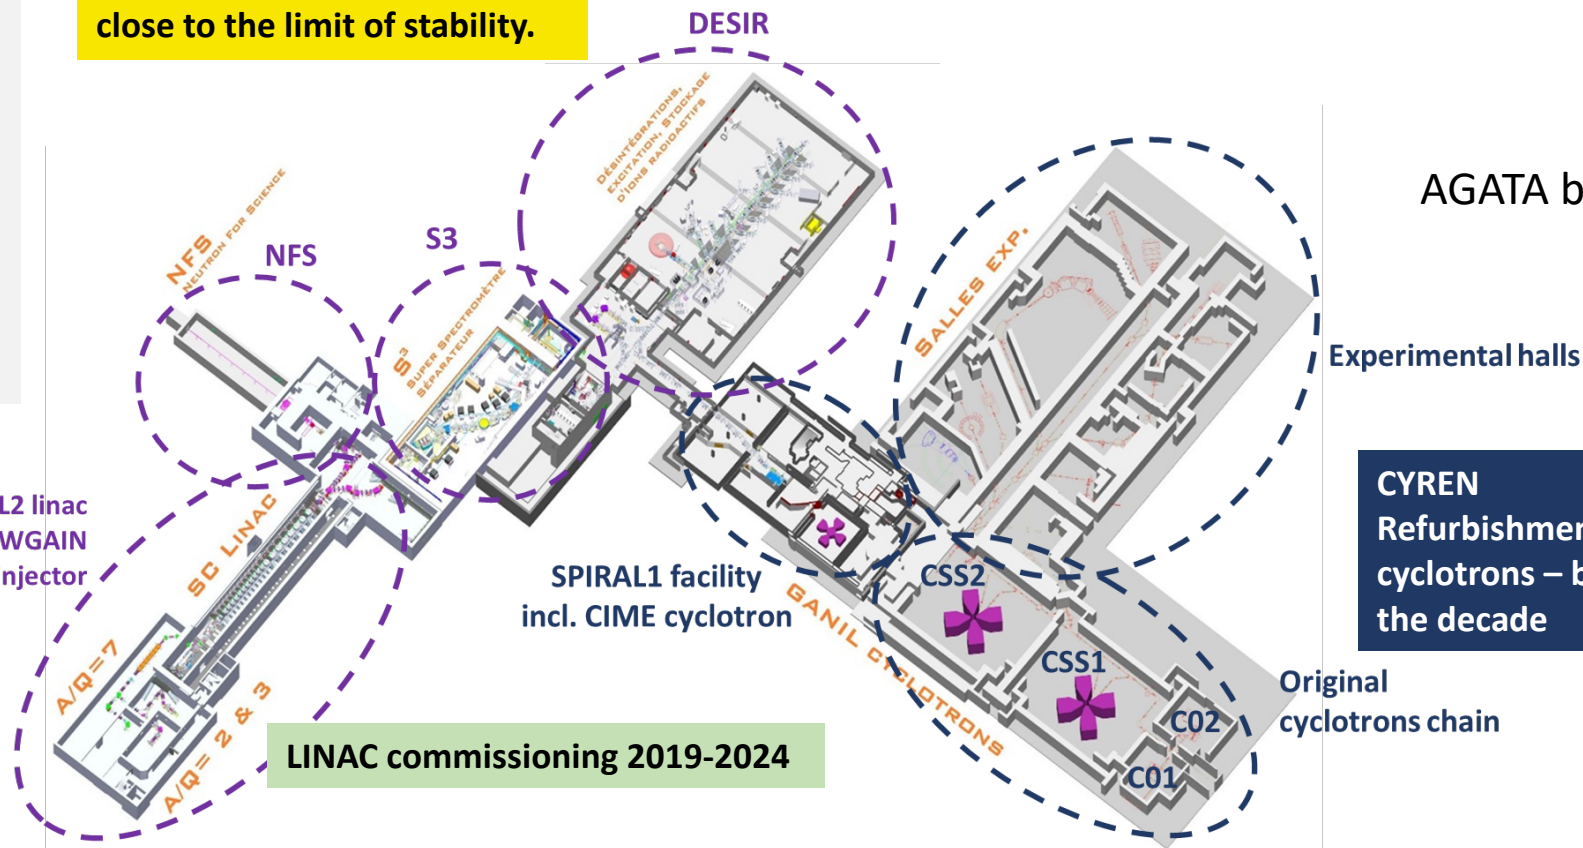 close to the limit of stability.
DESIR
DÉSINTÉGRATIONS,
EXCITATION, STOCKAGE
D'IONS RADIOACTIFS
AGATA b
NFS
NEUTRON FOR SCIENCE
NFS
S3
S³
SUPER SPECTROMÈTRE
SÉPARATEUR
SALLES EXP.
Experimental halls
CYREN
Refurbishmen
cyclotrons – b
the decade
L2 linac
WGAIN
njector
SC LINAC
SPIRAL1 facility
incl. CIME cyclotron
GANIL CYCLOTRONS
CSS2
CSS1
C02
C01
Original
cyclotrons chain
A/Q=7
A/Q= 2 & 3
LINAC commissioning 2019-2024